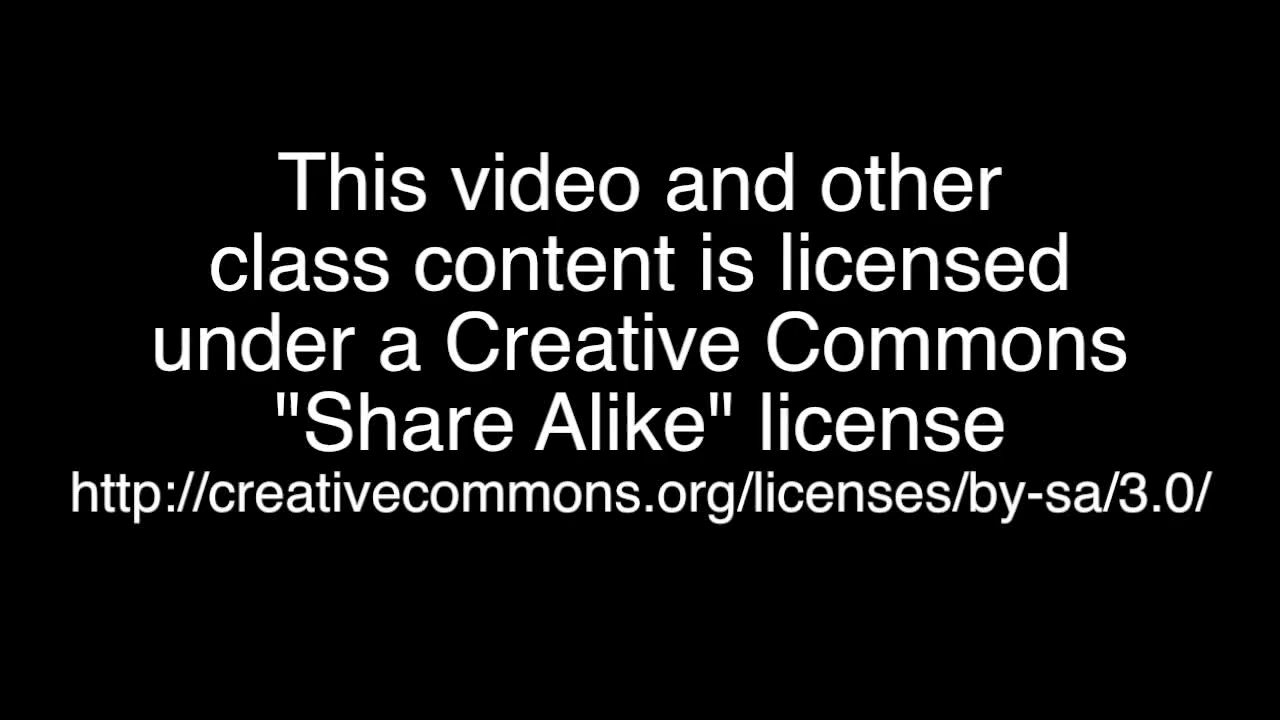 This video and other
class content is licensed
under a Creative Commons
"Share Alike" license
http://creativecommons.org/licenses/by-sa/3.0/